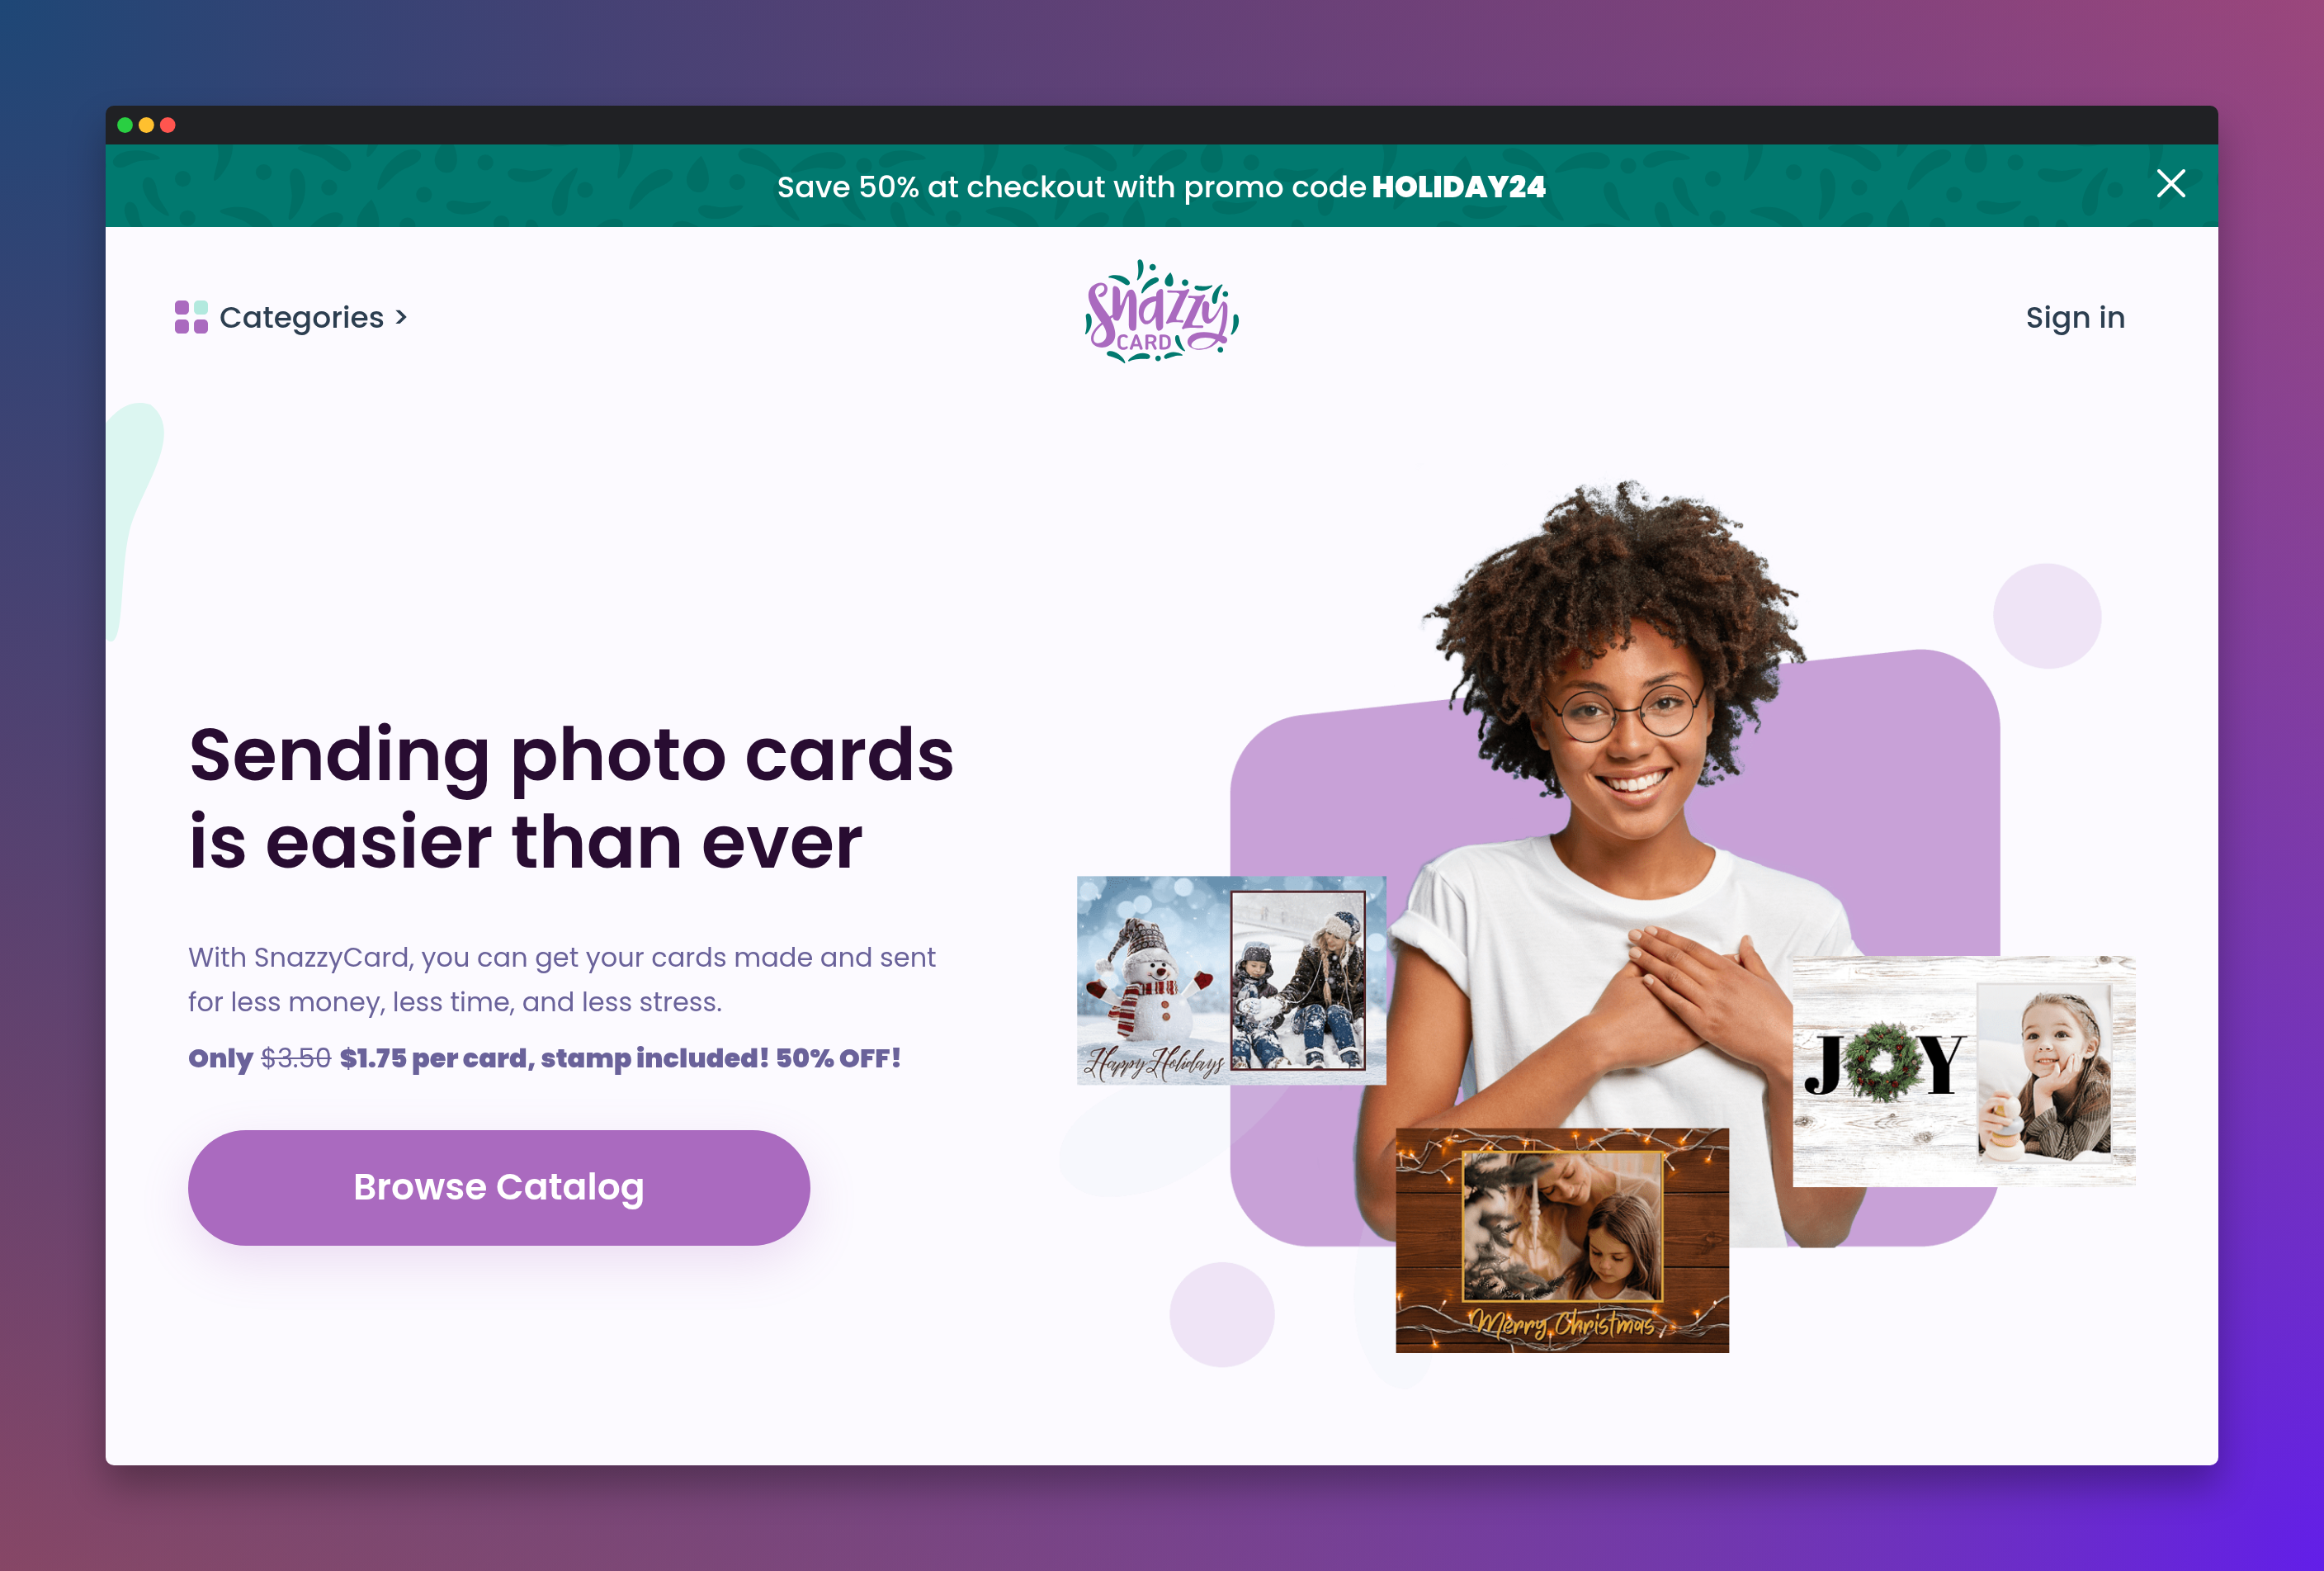 Save 50% at checkout with promo code HOLIDAY24
Categories >
Snazzy
CARD
Sign in
Sending photo cards
is easier than ever
With SnazzyCard, you can get your cards made and sent
for less money, less time, and less stress.
Only $3.50 $1.75 per card, stamp included! 50% OFF!
Browse Catalog
Happy Holidays
JOY
Merry Christmas